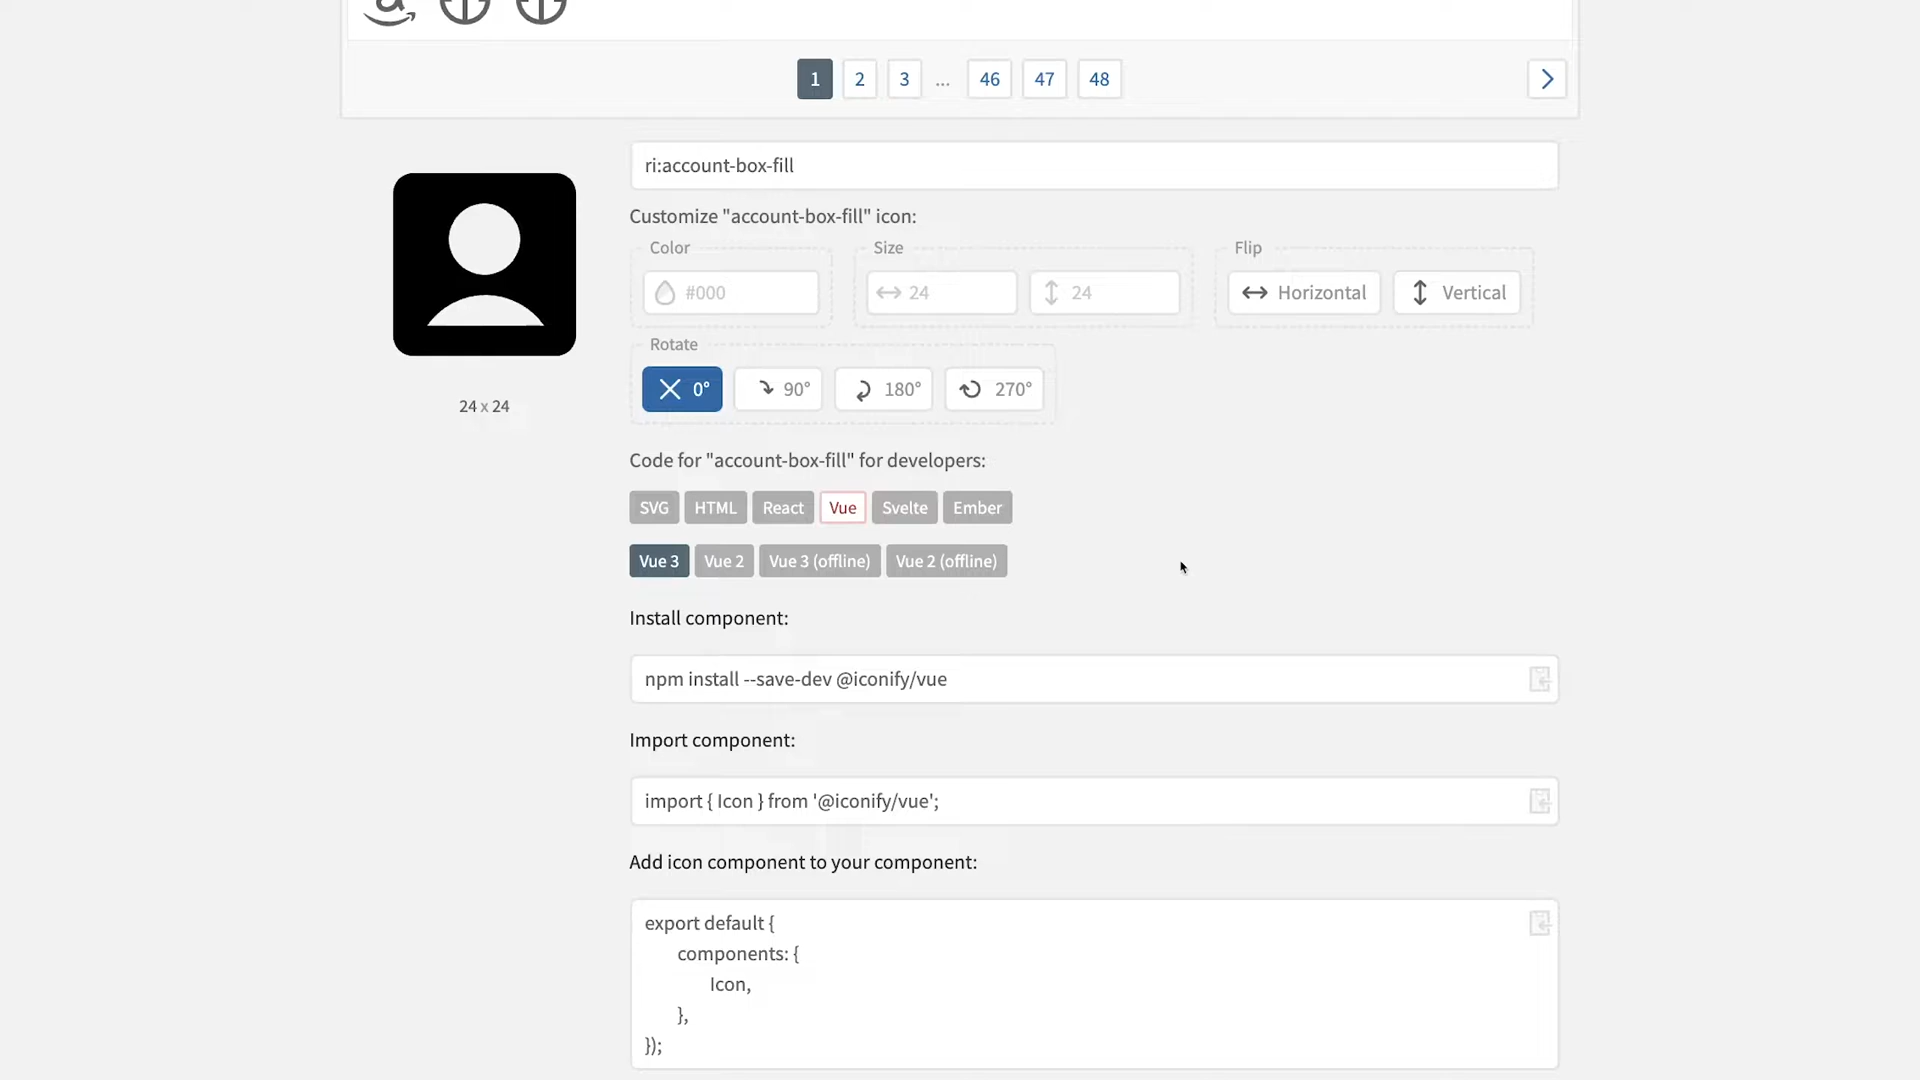 1 2 3 ... 46 47 48
ri:account-box-fill
Customize "account-box-fill" icon:
Color Size Flip
#000 24 24 Horizontal Vertical
Rotate
0° 90° 180° 270°
24 x 24
Code for "account-box-fill" for developers:
SVG HTML React Vue Svelte Ember
Vue 3 Vue 2 Vue 3 (offline) Vue 2 (offline)
Install component:
npm install --save-dev @iconify/vue
Import component:
import { Icon } from '@iconify/vue';
Add icon component to your component:
export default {
components: {
Icon,
},
});